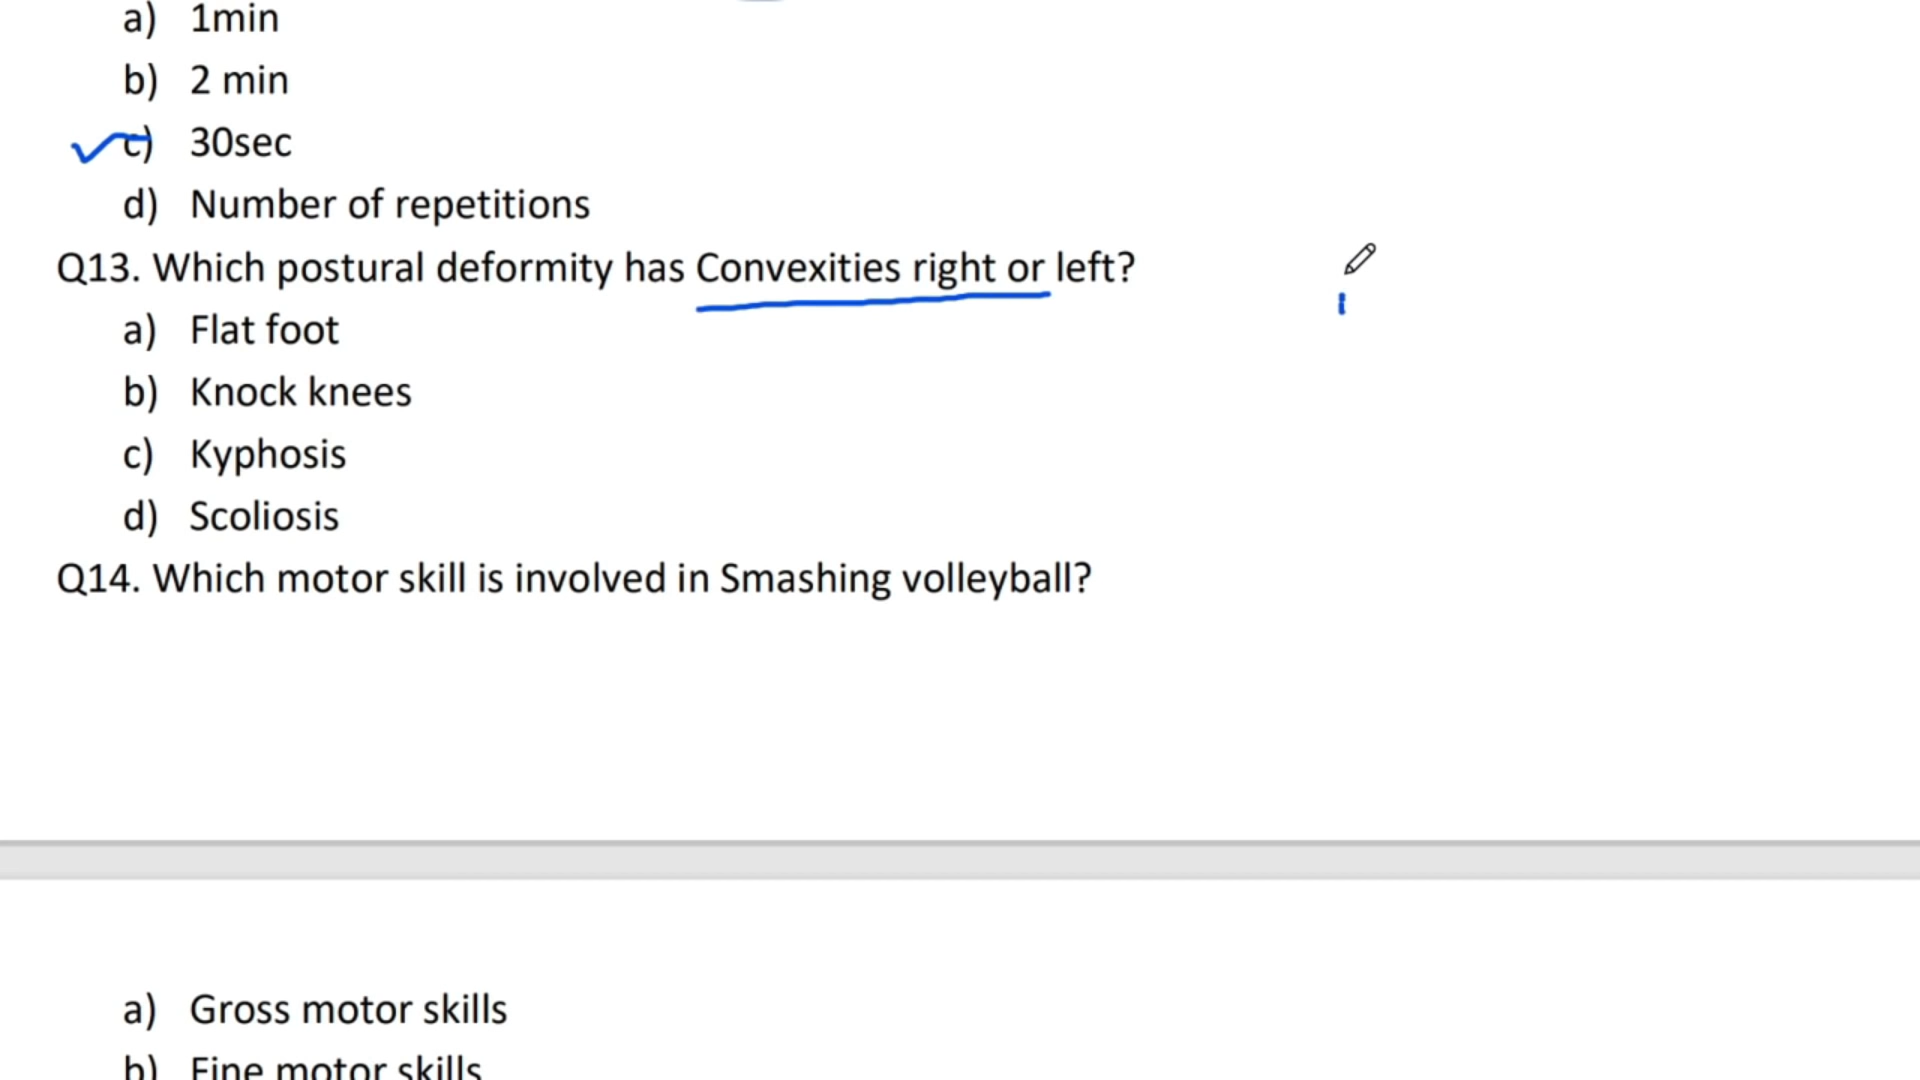 a) 1min
b) 2 min
c) 30sec
d) Number of repetitions
Q13. Which postural deformity has Convexities right or left?
a) Flat foot
b) Knock knees
c) Kyphosis
d) Scoliosis
Q14. Which motor skill is involved in Smashing volleyball?
a) Gross motor skills
b) Fine motor skills